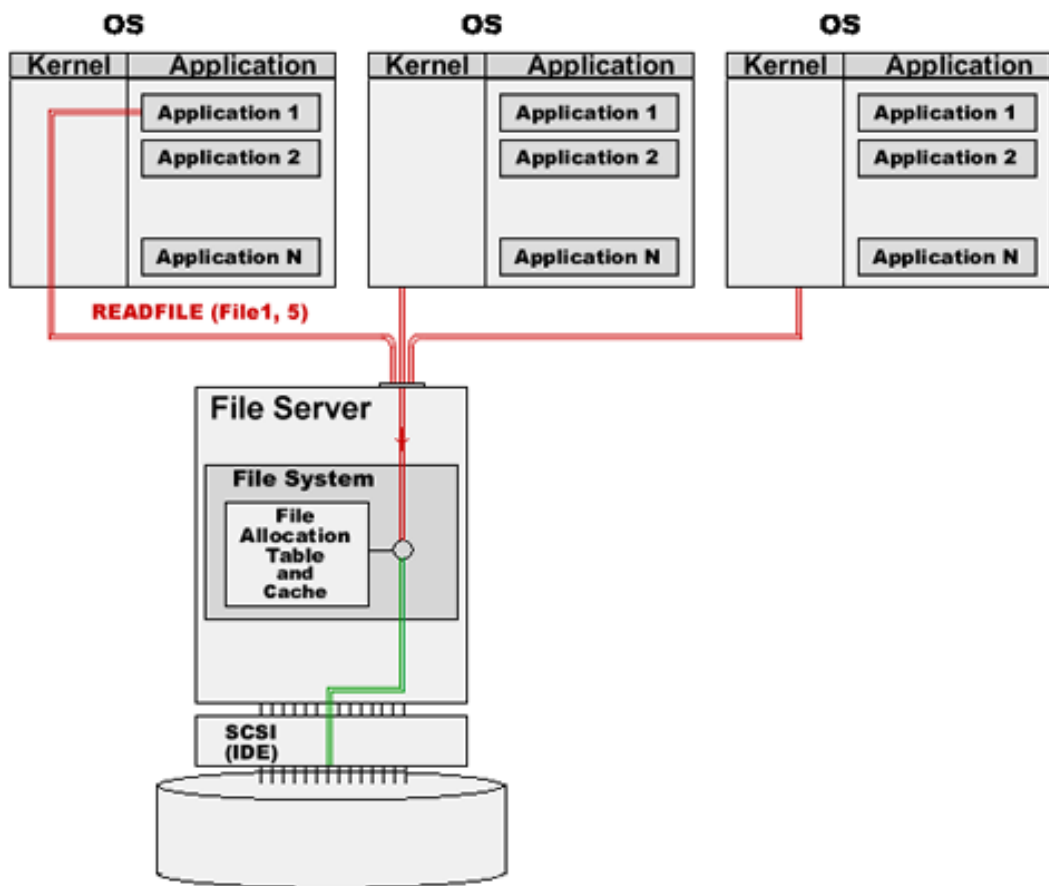 OS
OS
OS
Kernel
Application
Kernel
Application
Kernel
Application
Application 1
Application 1
Application 1
Application 2
Application 2
Application 2
Application N
Application N
Application N
READFILE (File1, 5)
File Server
File System
File
Allocation
Table
and
Cache
SCSI
(IDE)